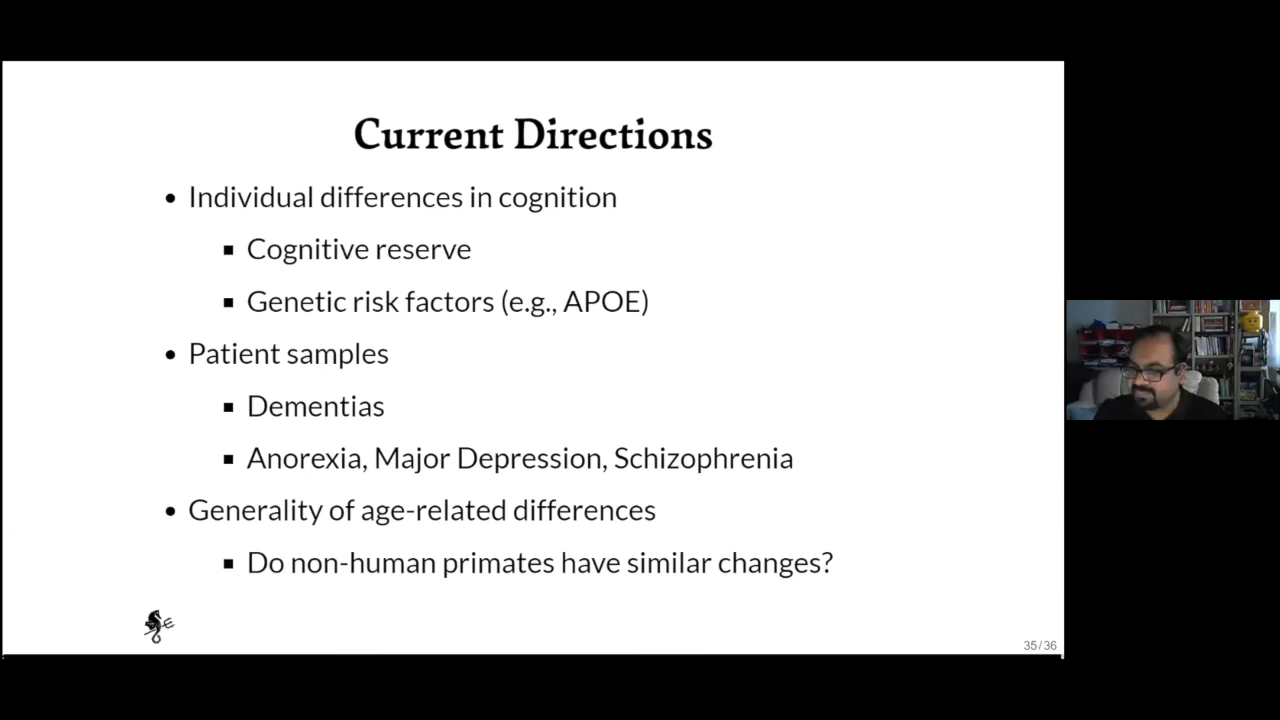 Current Directions
• Individual differences in cognition
▪ Cognitive reserve
▪ Genetic risk factors (e.g., APOE)
• Patient samples
▪ Dementias
▪ Anorexia, Major Depression, Schizophrenia
• Generality of age-related differences
▪ Do non-human primates have similar changes?
35/36